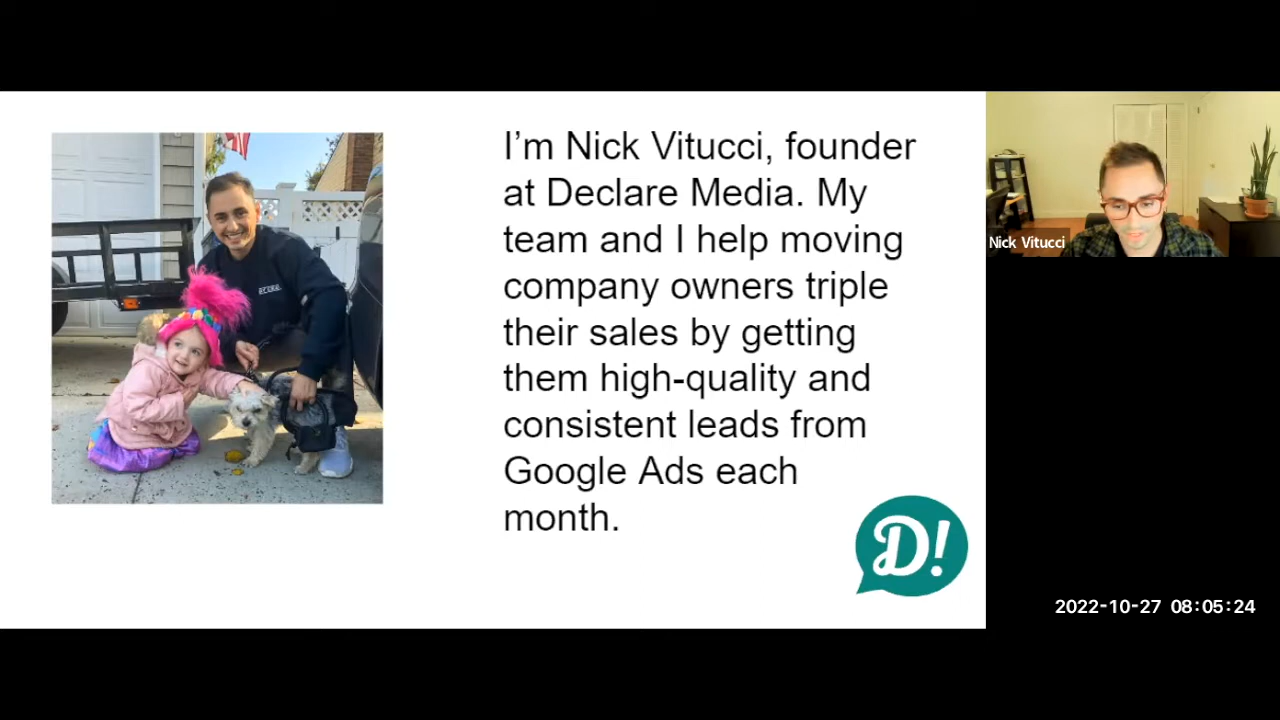 I'm Nick Vitucci, founder
at Declare Media. My
team and I help moving
company owners triple
their sales by getting
them high-quality and
consistent leads from
Google Ads each
month.
D!
Nick Vitucci
2022-10-27 08:05:24